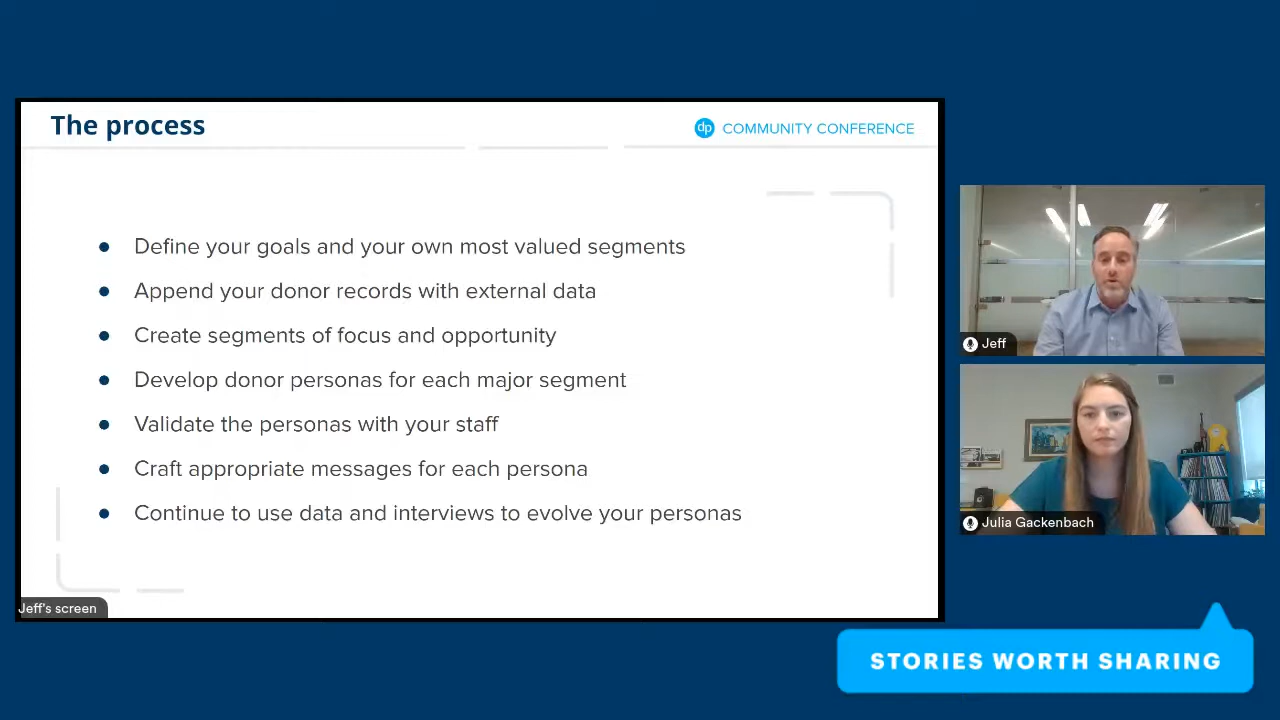 The process
dp COMMUNITY CONFERENCE
Define your goals and your own most valued segments
Append your donor records with external data
Create segments of focus and opportunity
Develop donor personas for each major segment
Validate the personas with your staff
Craft appropriate messages for each persona
Continue to use data and interviews to evolve your personas
Jeff's screen
Jeff
Julia Gackenbach
STORIES WORTH SHARING